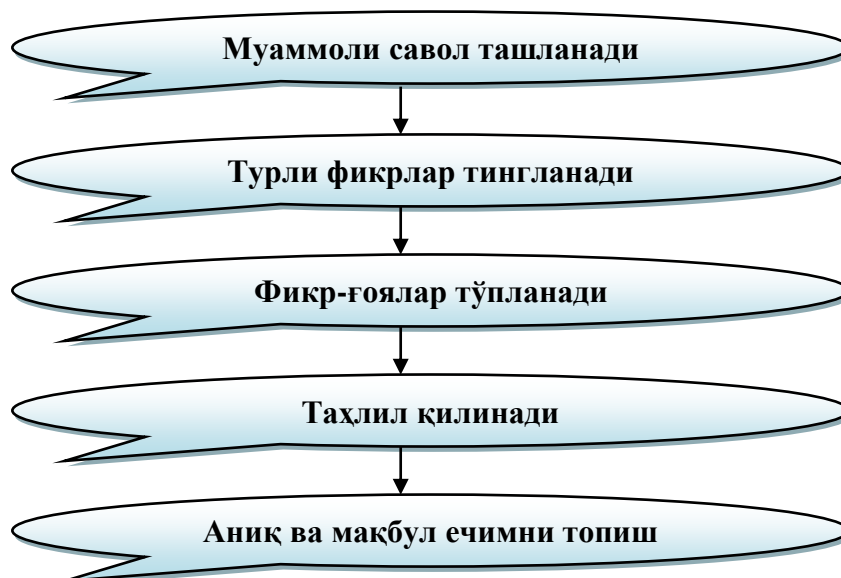 Муаммоли савол ташланади
Турли фикрлар тингланади
Фикр-ғоялар тўпланади
Таҳлил қилинади
Аниқ ва мақбул ечимни топиш